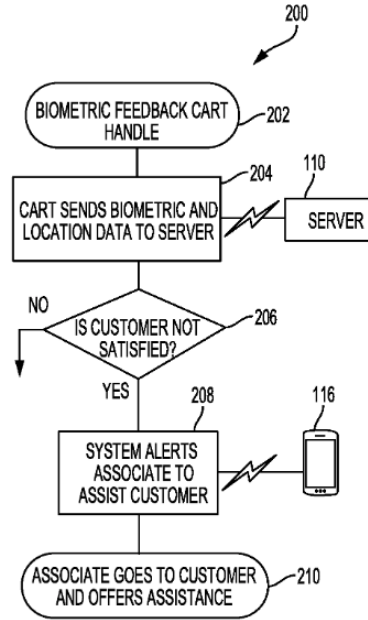 200
BIOMETRIC FEEDBACK CART
HANDLE
202
204
110
CART SENDS BIOMETRIC AND
LOCATION DATA TO SERVER
SERVER
NO
IS CUSTOMER NOT
SATISFIED?
206
YES
208
116
SYSTEM ALERTS
ASSOCIATE TO
ASSIST CUSTOMER
ASSOCIATE GOES TO CUSTOMER
AND OFFERS ASSISTANCE
210